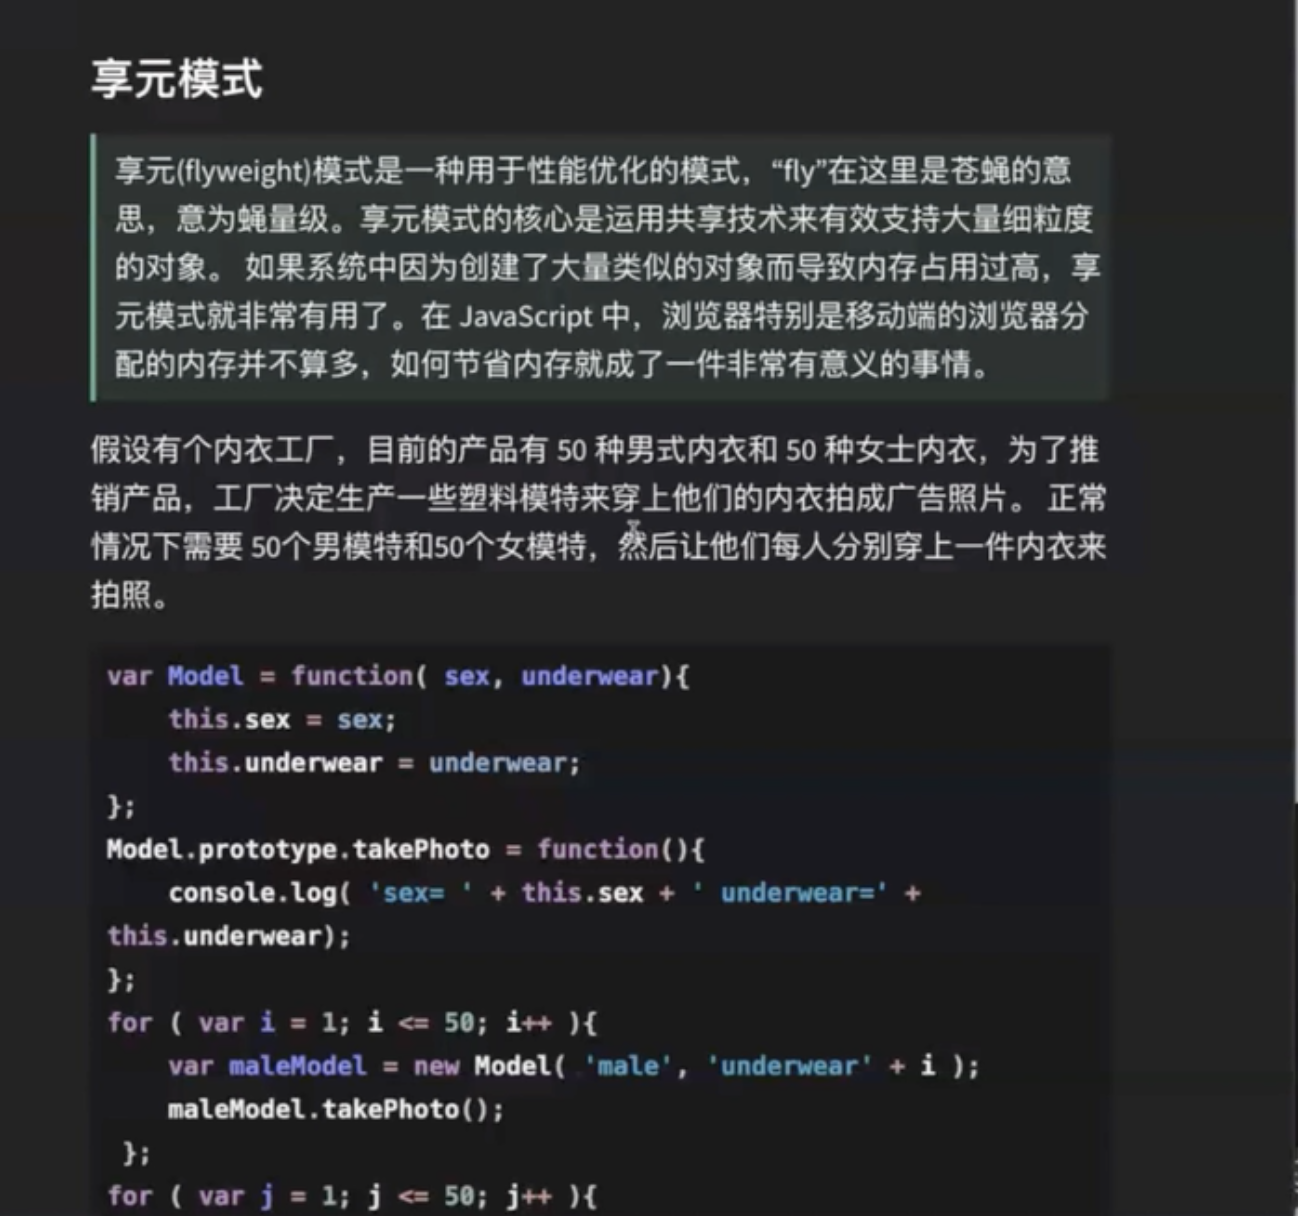 享元模式
享元(flyweight)模式是一种用于性能优化的模式，“fly”在这里是苍蝇的意
思，意为蝇量级。享元模式的核心是运用共享技术来有效支持大量细粒度
的对象。 如果系统中因为创建了大量类似的对象而导致内存占用过高，享
元模式就非常有用了。在 JavaScript 中，浏览器特别是移动端的浏览器分
配的内存并不算多，如何节省内存就成了一件非常有意义的事情。
假设有个内衣工厂，目前的产品有 50 种男式内衣和 50 种女士内衣，为了推
销产品，工厂决定生产一些塑料模特来穿上他们的内衣拍成广告照片。 正常
情况下需要 50个男模特和50个女模特，然后让他们每人分别穿上一件内衣来
拍照。
var Model = function( sex, underwear){
    this.sex = sex;
    this.underwear = underwear;
};
Model.prototype.takePhoto = function(){
    console.log( 'sex= ' + this.sex + ' underwear=' +
this.underwear);
};
for ( var i = 1; i <= 50; i++ ){
    var maleModel = new Model( 'male', 'underwear' + i );
    maleModel.takePhoto();
 };
for ( var j = 1; j <= 50; j++ ){